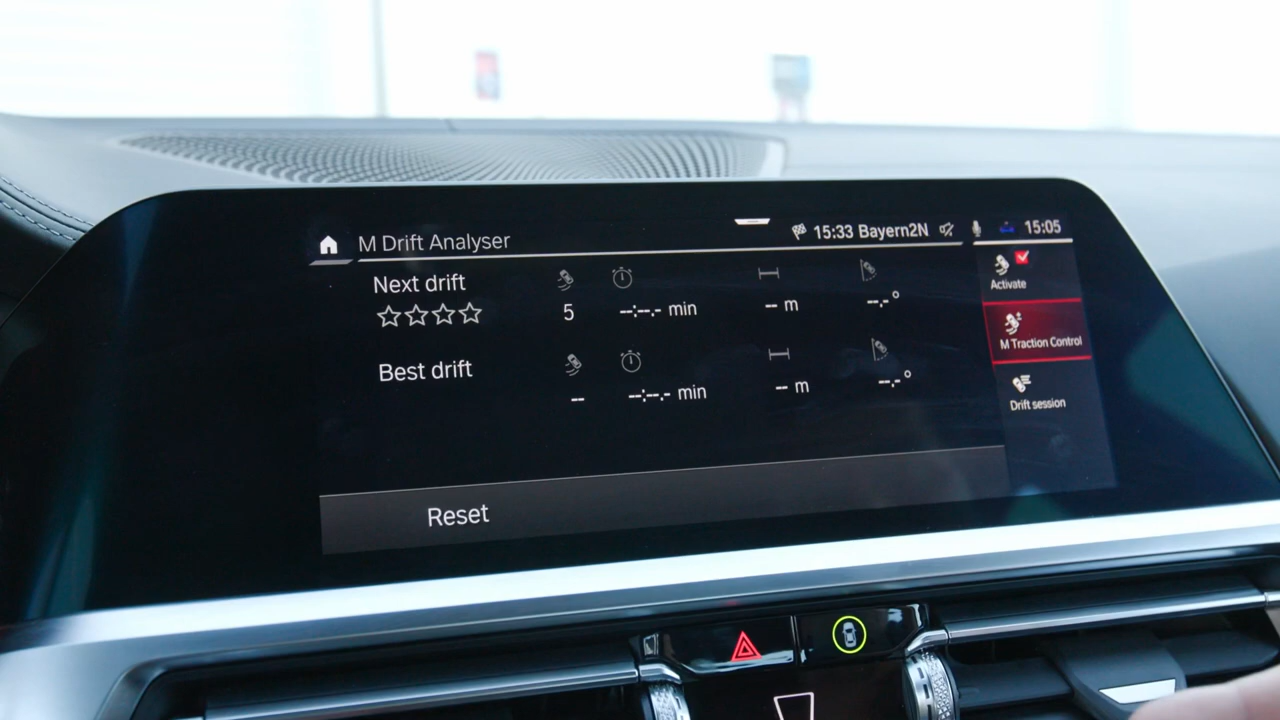 M Drift Analyser
15:33 Bayern2N
15:05
Next drift
5
--:--.- min
-- m
--.-°
Activate
M Traction Control
Best drift
--
--:--.- min
-- m
--.-°
Drift session
Reset